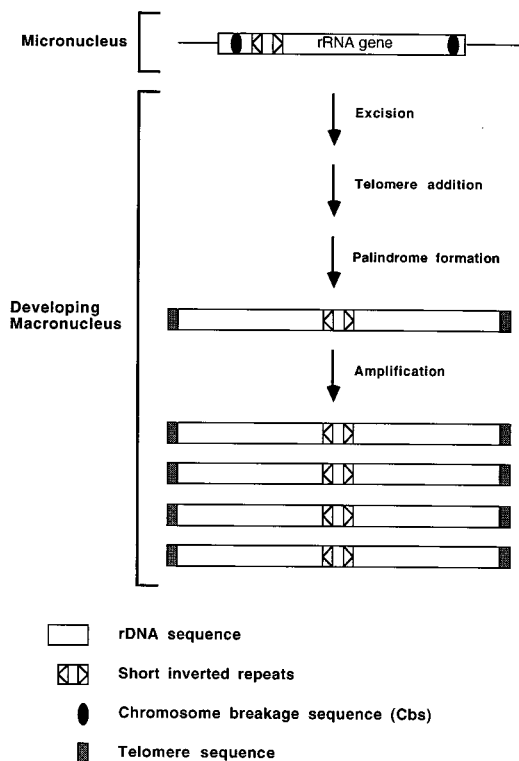 Micronucleus
rRNA gene
Excision
Telomere addition
Palindrome formation
Developing
Macronucleus
Amplification
rDNA sequence
Short inverted repeats
Chromosome breakage sequence (Cbs)
Telomere sequence